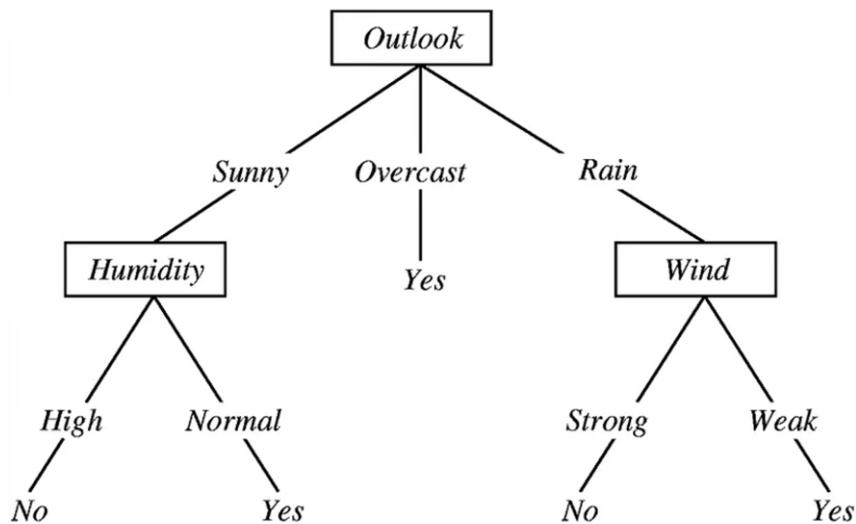 Outlook
Sunny Overcast Rain
Humidity Yes Wind
High Normal Strong Weak
No Yes No Yes